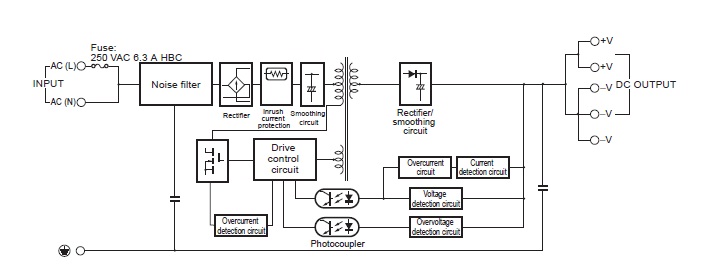 Fuse:
250 VAC 6.3 A HBC
AC (L)
INPUT
AC (N)
Noise filter
Rectifier
Inrush
current
protection
Smoothing
circuit
Rectifier/
smoothing
circuit
+V
+V
DC OUTPUT
–V
–V
–V
Drive
control
circuit
Overcurrent
circuit
Current
detection circuit
Voltage
detection circuit
Overcurrent
detection circuit
Overvoltage
detection circuit
Photocoupler